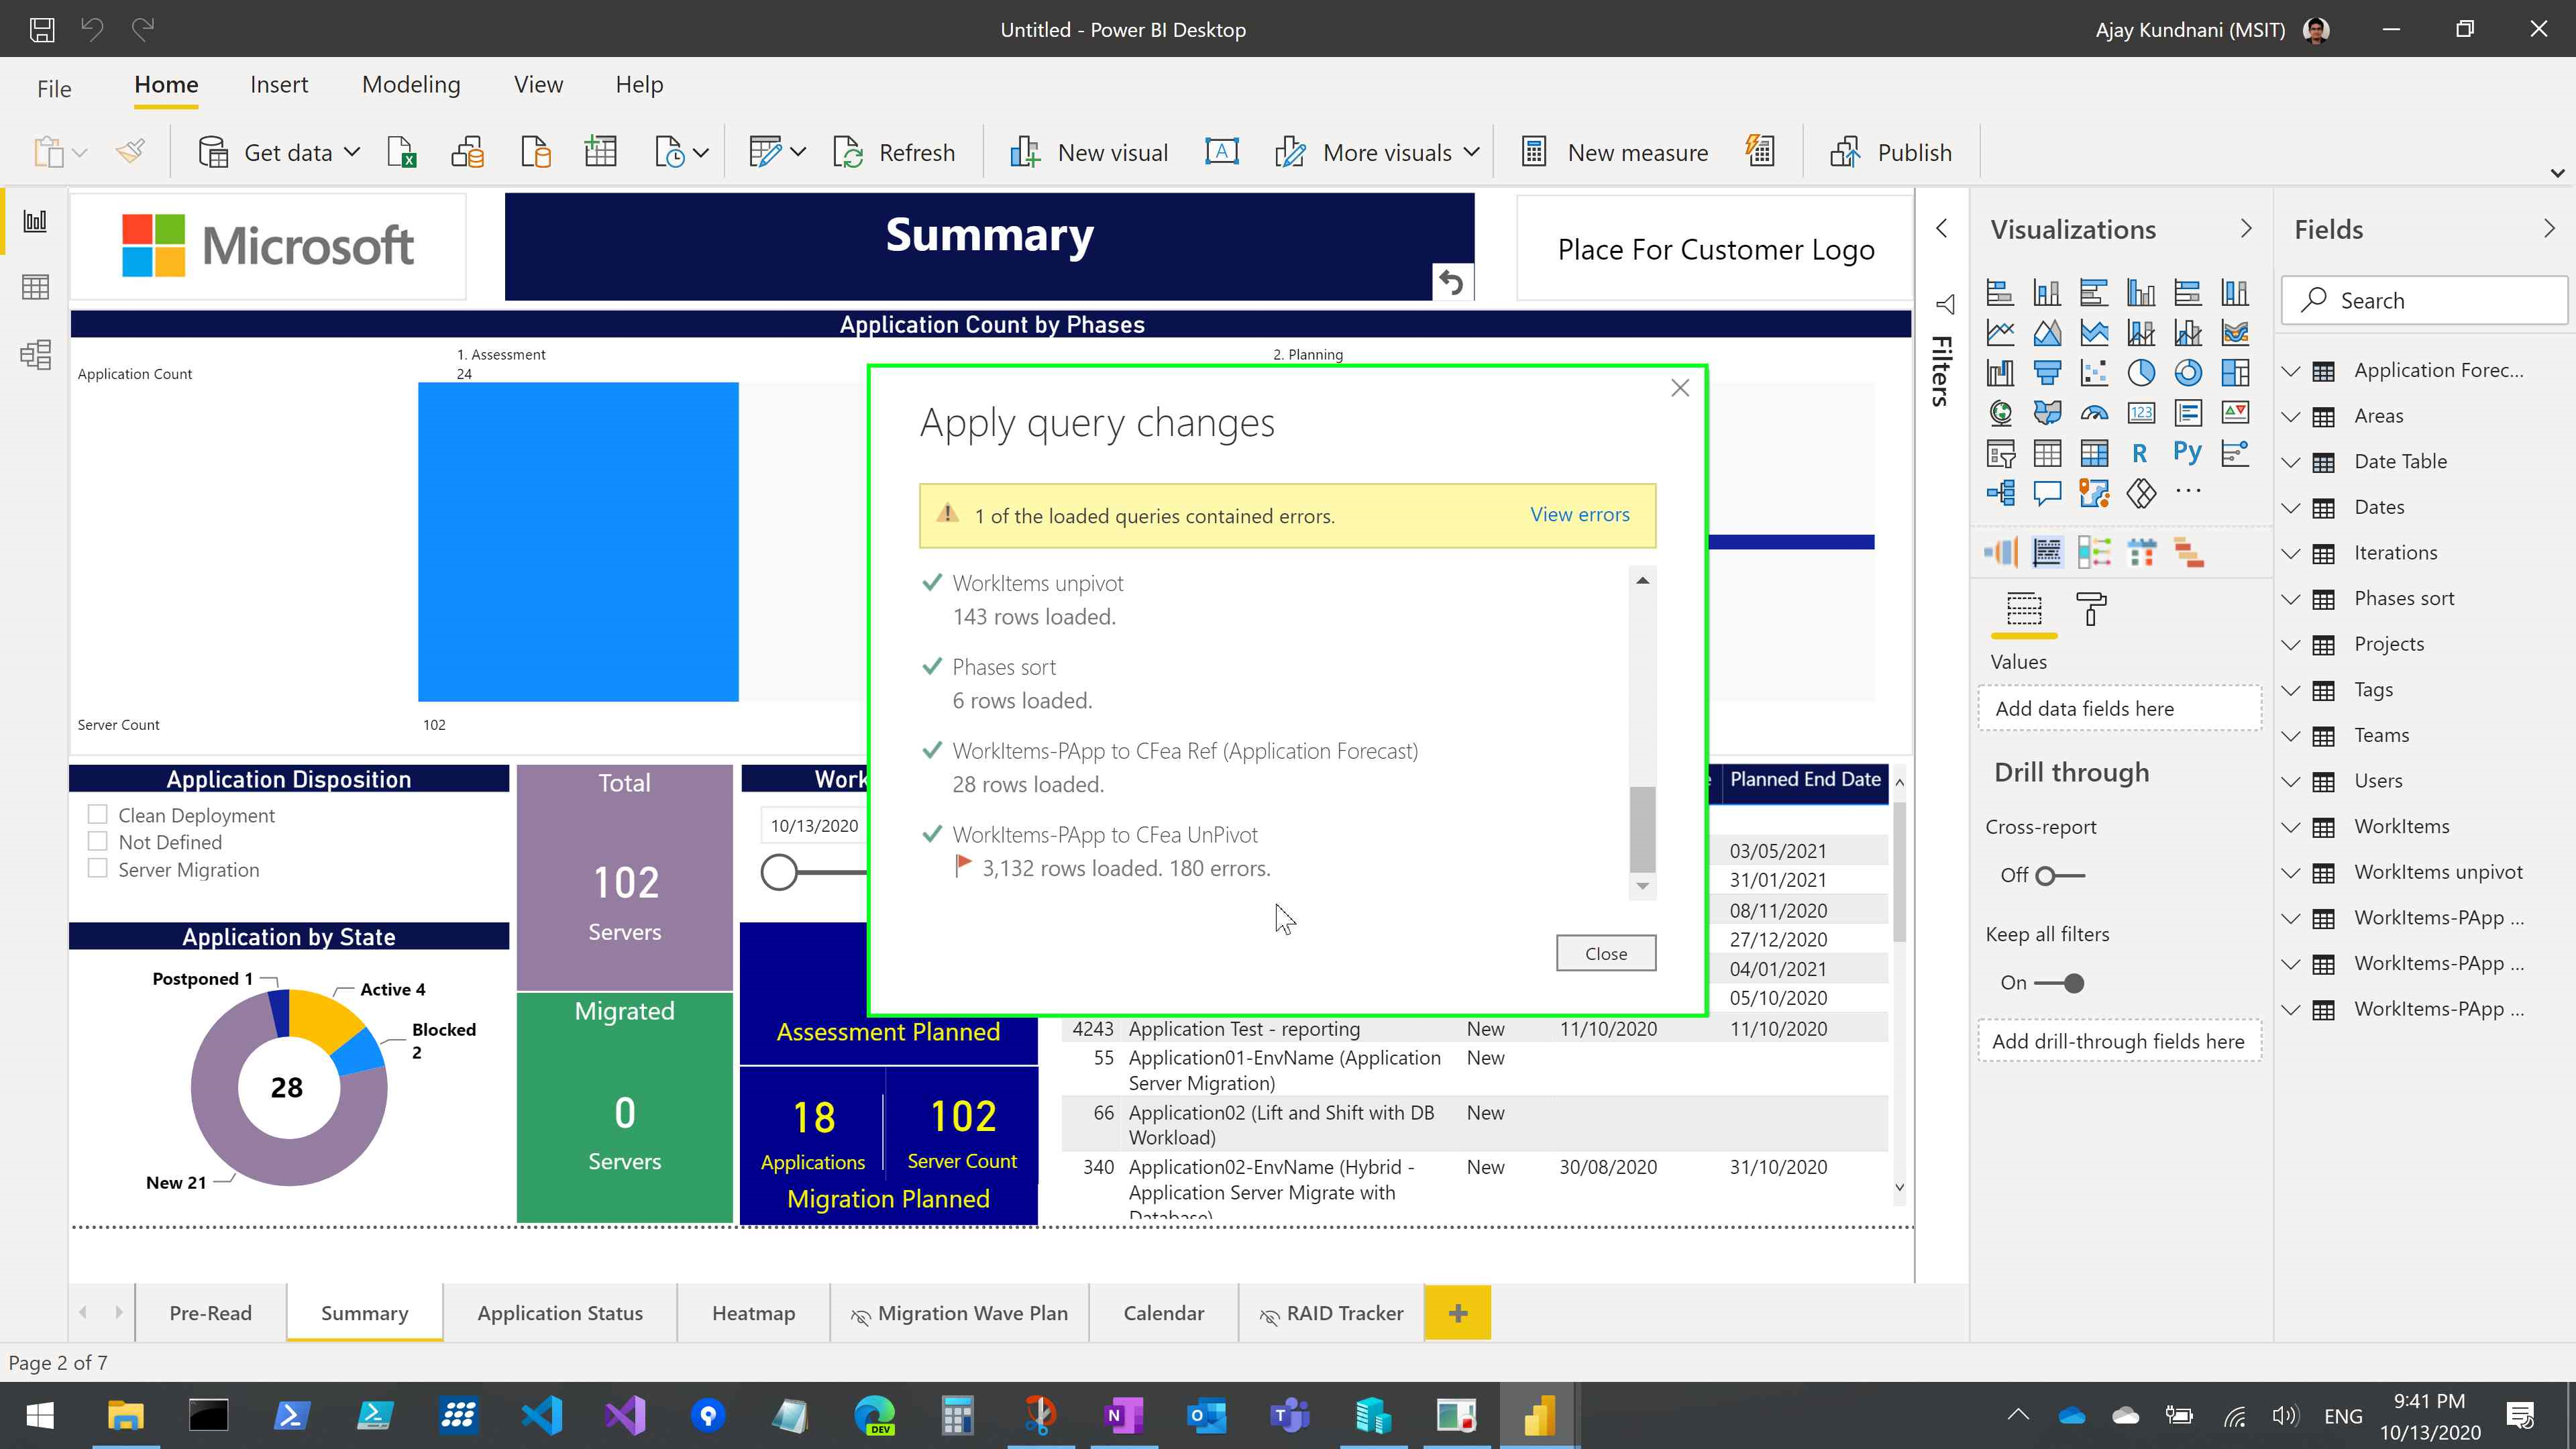 Untitled - Power BI Desktop
Ajay Kundnani (MSIT)
File
Home
Insert
Modeling
View
Help
Get data
Refresh
New visual
More visuals
New measure
Publish
Microsoft
Summary
Place For Customer Logo
Application Count by Phases
1. Assessment
2. Planning
Application Count
24
Server Count
102
Apply query changes
1 of the loaded queries contained errors.
View errors
WorkItems unpivot
143 rows loaded.
Phases sort
6 rows loaded.
WorkItems-PApp to CFea Ref (Application Forecast)
28 rows loaded.
WorkItems-PApp to CFea UnPivot
3,132 rows loaded. 180 errors.
Close
Application Disposition
Clean Deployment
Not Defined
Server Migration
Application by State
Postponed 1
Active 4
Blocked
2
28
New 21
Total
102
Servers
Migrated
0
Servers
Work
10/13/2020
Assessment Planned
18
Applications
102
Server Count
Migration Planned
Planned End Date
03/05/2021
31/01/2021
08/11/2020
27/12/2020
04/01/2021
05/10/2020
4243 Application Test - reporting New 11/10/2020 11/10/2020
55 Application01-EnvName (Application New
Server Migration)
66 Application02 (Lift and Shift with DB New
Workload)
340 Application02-EnvName (Hybrid - New 30/08/2020 31/10/2020
Application Server Migrate with
Database)
Filters
Visualizations
123
R
Py
Values
Add data fields here
Drill through
Cross-report
Off
Keep all filters
On
Add drill-through fields here
Fields
Search
Application Forec...
Areas
Date Table
Dates
Iterations
Phases sort
Projects
Tags
Teams
Users
WorkItems
WorkItems unpivot
WorkItems-PApp ...
WorkItems-PApp ...
WorkItems-PApp ...
Pre-Read
Summary
Application Status
Heatmap
Migration Wave Plan
Calendar
RAID Tracker
Page 2 of 7
DEV
ENG
9:41 PM
10/13/2020